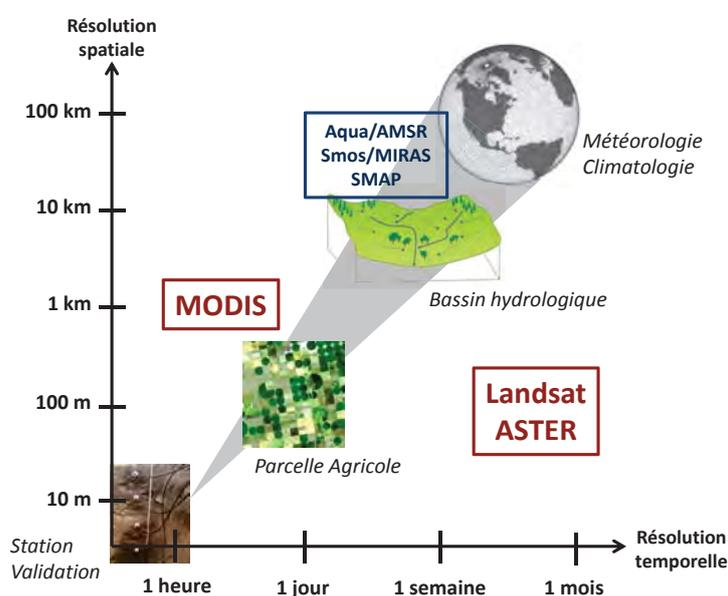 Résolution
spatiale
100 km
10 km
1 km
100 m
10 m
Aqua/AMSR
Smos/MIRAS
SMAP
Météorologie
Climatologie
Bassin hydrologique
MODIS
Landsat
ASTER
Parcelle Agricole
Station
Validation
1 heure
1 jour
1 semaine
1 mois
Résolution
temporelle